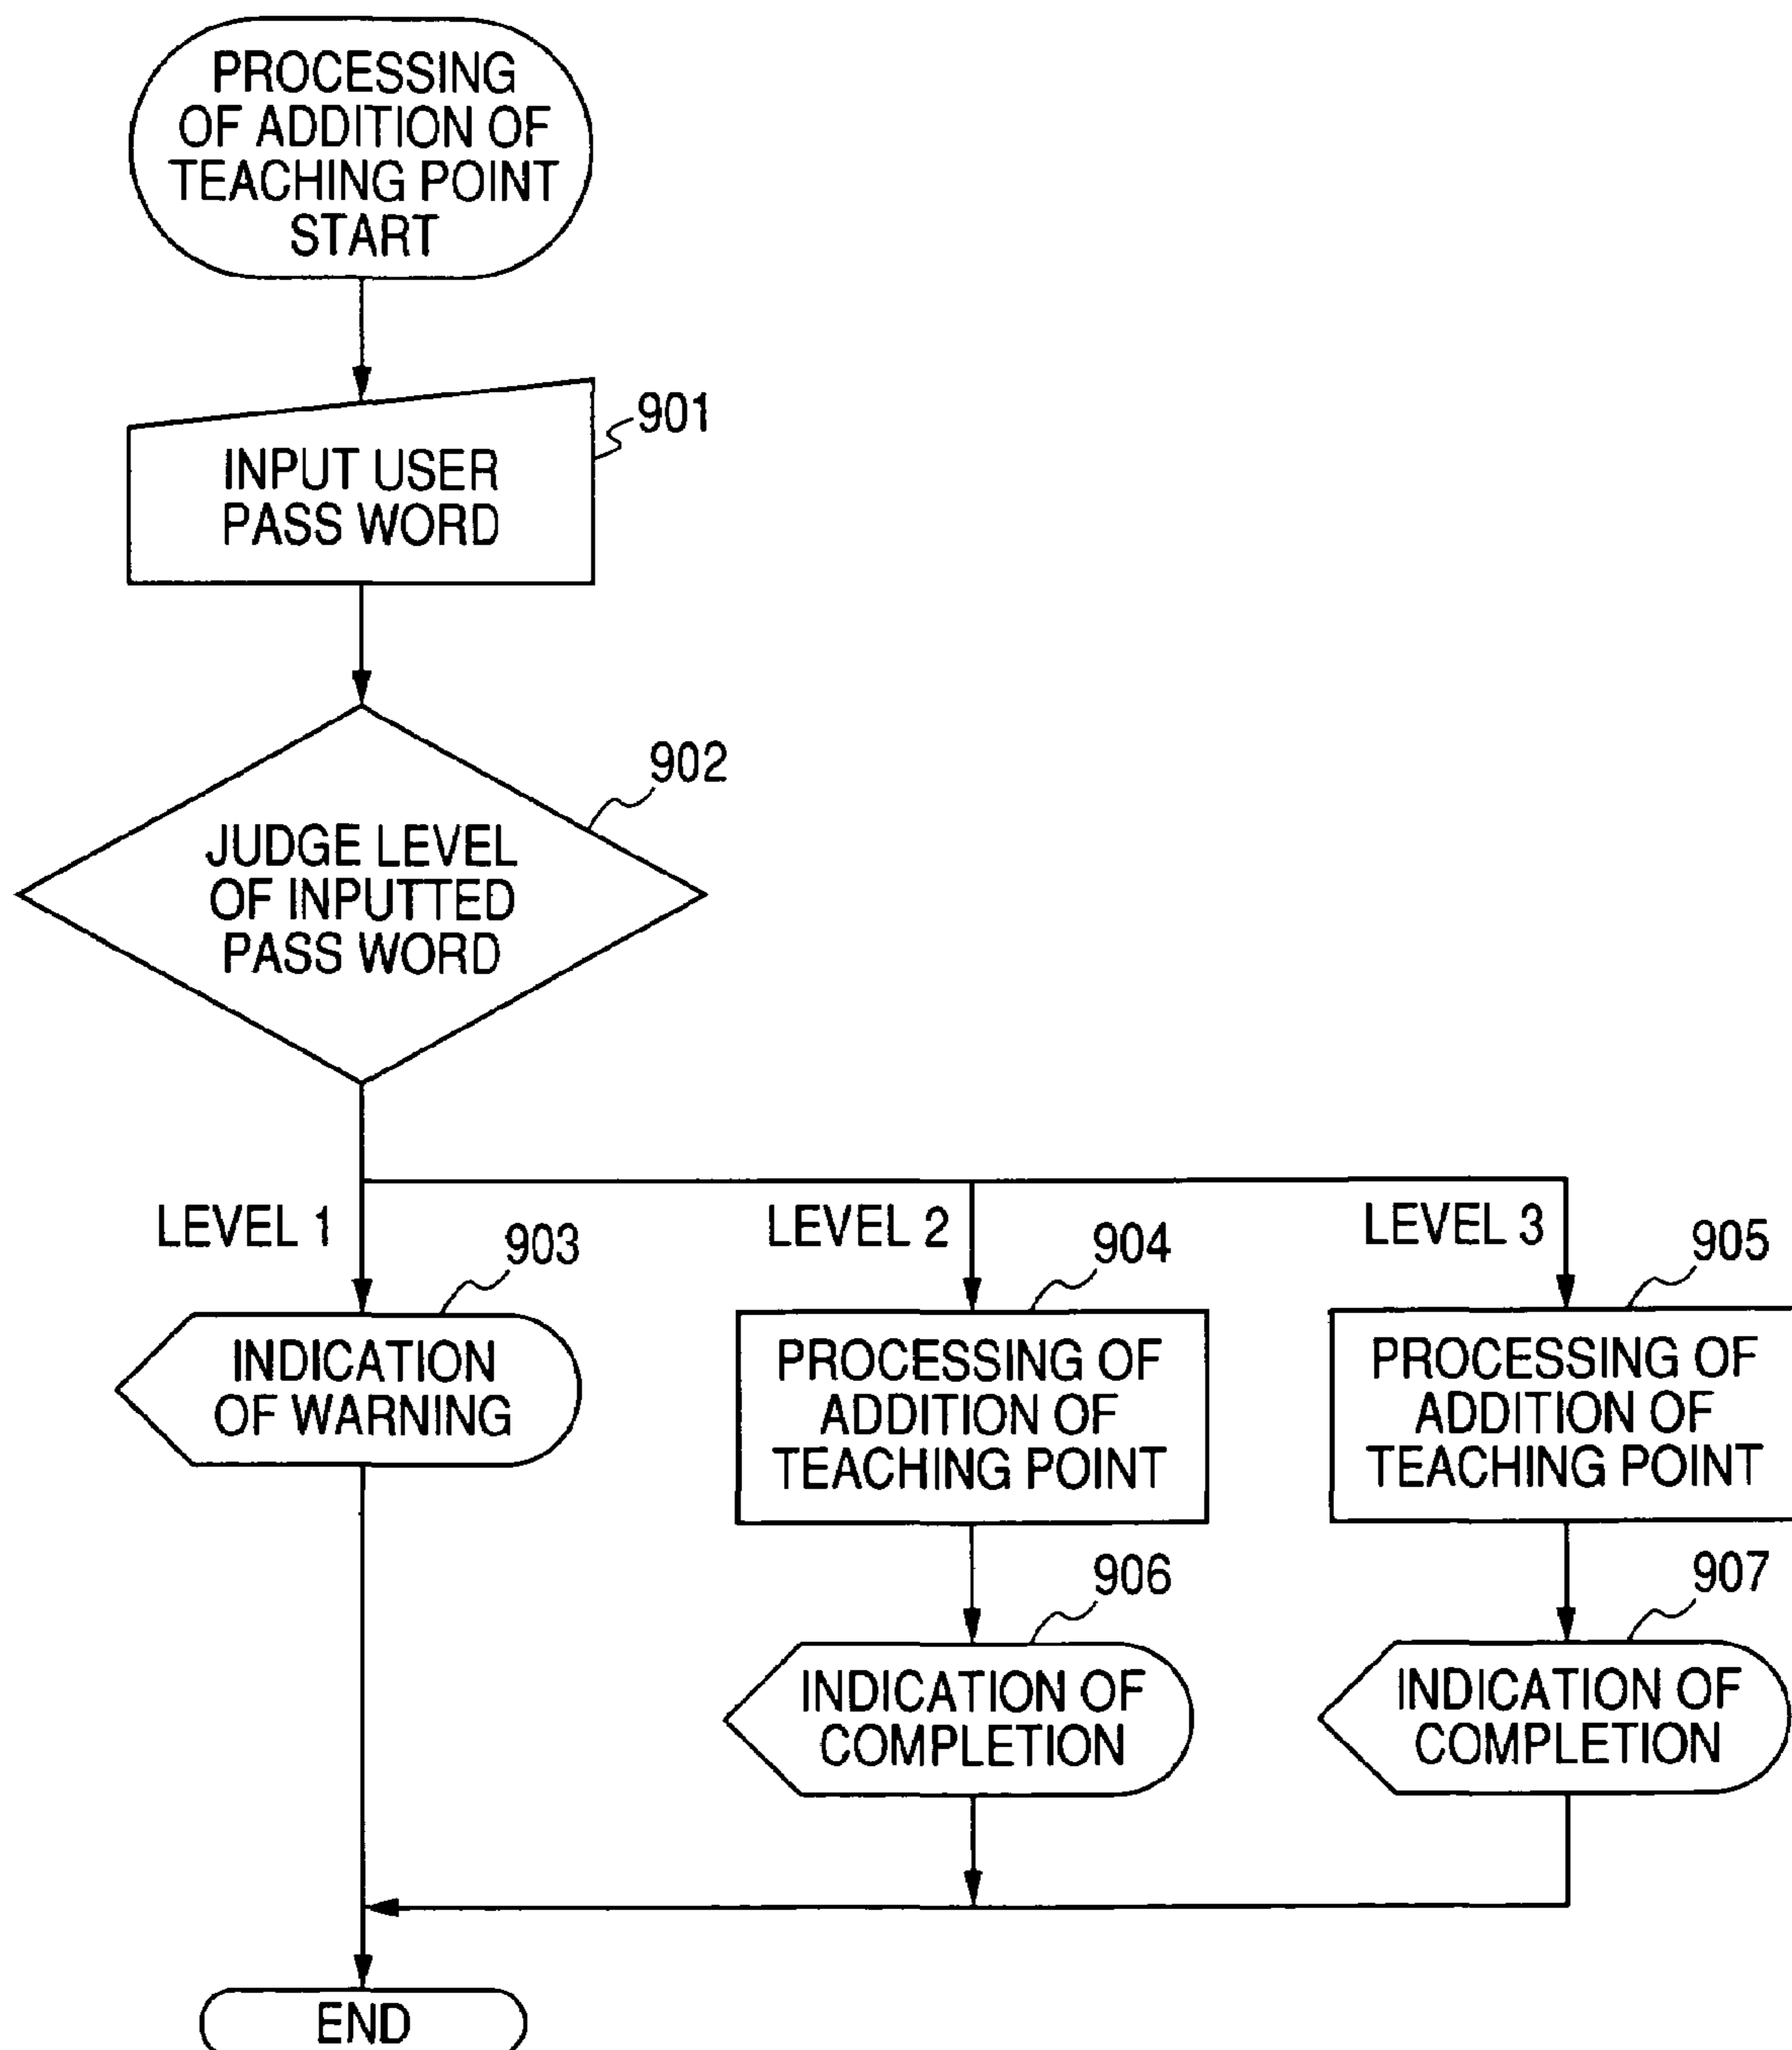 PROCESSING
OF ADDITION OF
TEACHING POINT
START
901
INPUT USER
PASS WORD
902
JUDGE LEVEL
OF INPUTTED
PASS WORD
LEVEL 1
903
INDICATION
OF WARNING
LEVEL 2
904
PROCESSING OF
ADDITION OF
TEACHING POINT
LEVEL 3
905
PROCESSING OF
ADDITION OF
TEACHING POINT
906
INDICATION OF
COMPLETION
907
INDICATION OF
COMPLETION
END